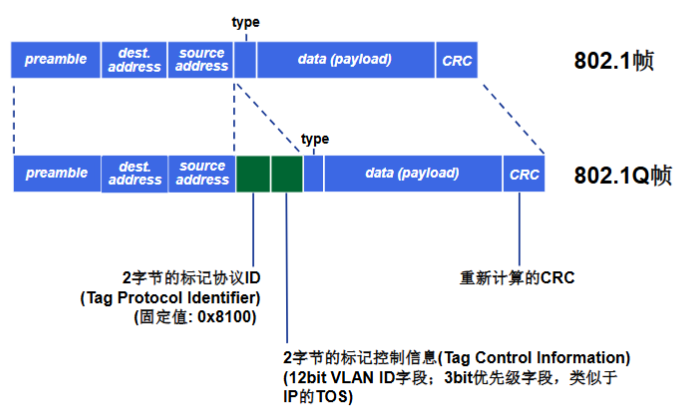 type
preamble
dest.
address
source
address
data (payload)
CRC
802.1帧
type
preamble
dest.
address
source
address
data (payload)
CRC
802.1Q帧
2字节的标记协议ID
(Tag Protocol Identifier)
(固定值: 0x8100)
重新计算的CRC
2字节的标记控制信息(Tag Control Information)
(12bit VLAN ID字段；3bit优先级字段，类似于
IP的TOS)